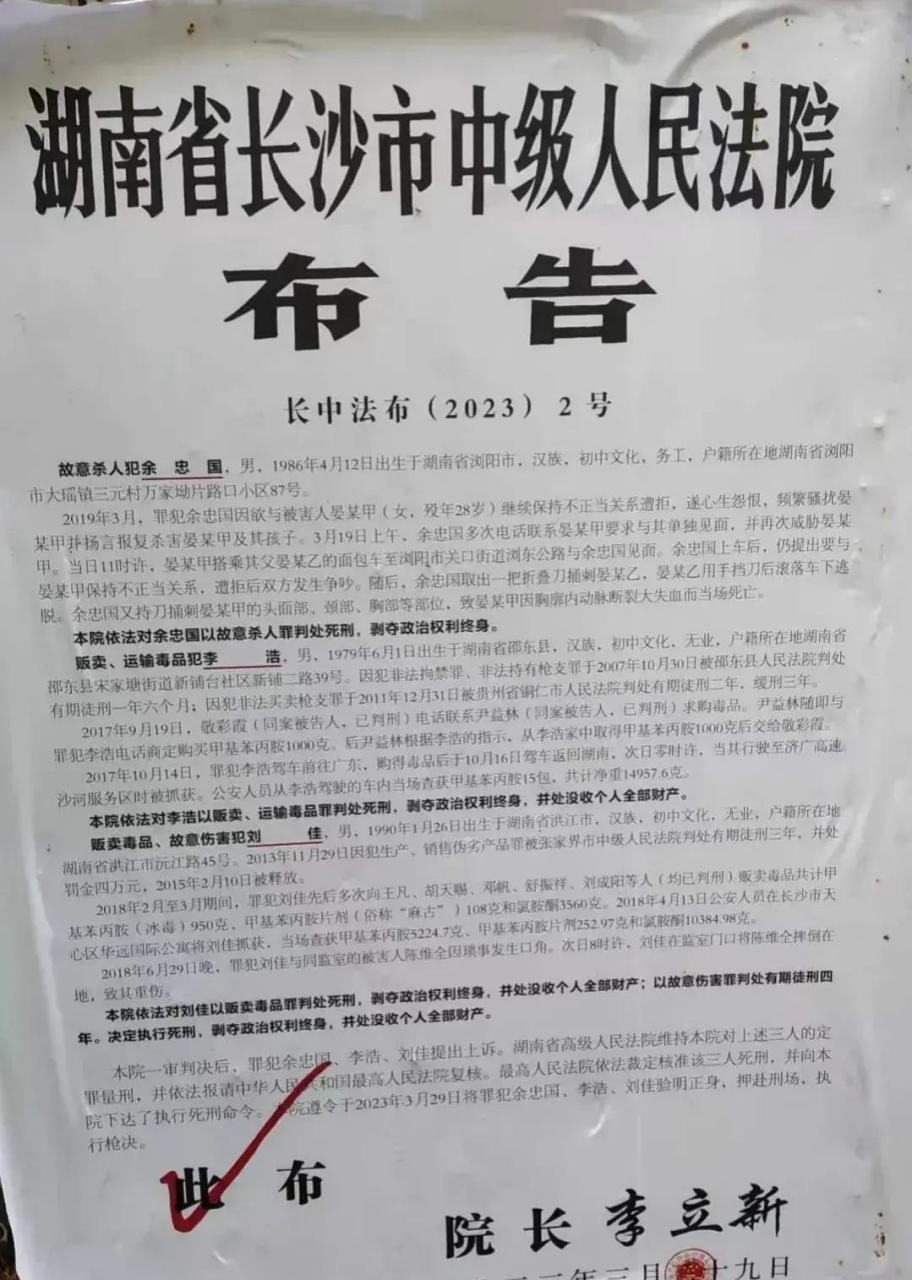 湖南省长沙市中级人民法院
布 告
长中法布（2023）2号
故意杀人犯余 忠 国，男，1986年4月12日出生于湖南省浏阳市，汉族，初中文化，务工，户籍所在地湖南省浏阳
市大瑶镇三元村万家坳片路口小区87号。
2019年3月，罪犯余忠国因欲与被害人晏某甲（女，殁年28岁）继续保持不正当关系遭拒，遂心生怨恨，频繁骚扰晏
某甲并扬言报复杀害晏某甲及其孩子。3月19日上午，余忠国多次电话联系晏某甲要求与其单独见面，并再次威胁晏某
甲。当日11时许，晏某甲搭乘其父晏某乙的面包车至浏阳市关口街道浏东公路与余忠国见面。余忠国上车后，仍提出要与
晏某甲保持不正当关系，遭拒后双方发生争吵。随后，余忠国取出一把折叠刀捅刺晏某乙，晏某乙用手挡刀后滚落车下逃
脱。余忠国又持刀捅刺晏某甲的头面部、颈部、胸部等部位，致晏某甲因胸廓内动脉断裂大失血而当场死亡。
本院依法对余忠国以故意杀人罪判处死刑，剥夺政治权利终身。
贩卖、运输毒品犯李 浩，男，1979年6月1日出生于湖南省邵东县，汉族，初中文化，无业，户籍所在地湖南省
邵东县宋家塘街道新铺台社区新铺二路39号。因犯非法拘禁罪、非法持有枪支罪于2007年10月30日被邵东县人民法院判处
有期徒刑一年六个月；因犯非法买卖枪支罪于2011年12月31日被贵州省铜仁市人民法院判处有期徒刑二年，缓刑三年。
2017年9月19日，敬彩霞（同案被告人，已判刑）电话联系尹益林（同案被告人，已判刑）求购毒品。尹益林随即与
罪犯李浩电话商定购买甲基苯丙胺1000克。后尹益林根据李浩的指示，从李浩家中取得甲基苯丙胺1000克后交给敬彩霞。
2017年10月14日，罪犯李浩驾车前往广东，购得毒品后于10月16日驾车返回湖南，次日零时许，当其行驶至济广高速
沙河服务区时被抓获。公安人员从李浩驾驶的车内当场查获甲基苯丙胺15包，共计净重14957.6克。
本院依法对李浩以贩卖、运输毒品罪判处死刑，剥夺政治权利终身，并处没收个人全部财产。
贩卖毒品、故意伤害犯刘 佳，男，1990年1月26日出生于湖南省洪江市，汉族，初中文化，无业，户籍所在地
湖南省洪江市沅江路45号。2013年11月29日因犯生产、销售伪劣产品罪被张家界市中级人民法院判处有期徒刑三年，并处
罚金四万元，2015年2月10日被释放。
2018年2月至3月期间，罪犯刘佳先后多次向王凡、胡天赐、邓帆、舒振祥、刘成阳等人（均已判刑）贩卖毒品共计甲
基苯丙胺（冰毒）950克，甲基苯丙胺片剂（俗称“麻古”）108克和氯胺酮3560克。2018年4月13日公安人员在长沙市天
心区华远国际公寓将刘佳抓获，当场查获甲基苯丙胺5224.7克、甲基苯丙胺片剂252.97克和氯胺酮10384.98克。
2018年6月29日晚，罪犯刘佳与同监室的被害人陈维全因琐事发生口角。次日8时许，刘佳在监室门口将陈维全摔倒在
地，致其重伤。
本院依法对刘佳以贩卖毒品罪判处死刑，剥夺政治权利终身，并处没收个人全部财产；以故意伤害罪判处有期徒刑四
年。决定执行死刑，剥夺政治权利终身，并处没收个人全部财产。
本院一审判决后，罪犯余忠国、李浩、刘佳提出上诉。湖南省高级人民法院维持本院对上述三人的定
罪量刑，并依法报请中华人民共和国最高人民法院复核。最高人民法院依法裁定核准该三人死刑，并向本
院下达了执行死刑命令。本院遵令于2023年3月29日将罪犯余忠国、李浩、刘佳验明正身，押赴刑场，执
行枪决。
此 布
院 长 李立新
二三年三月 十九日